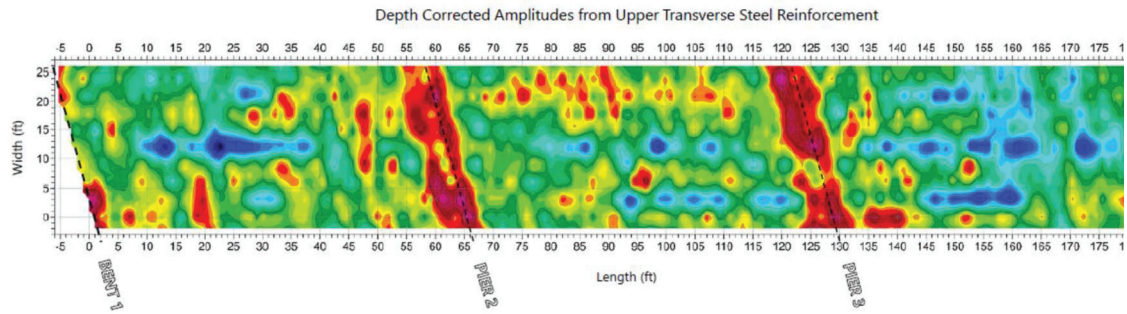 Depth Corrected Amplitudes from Upper Transverse Steel Reinforcement
-5 0 5 10 15 20 25 30 35 40 45 50 55 60 65 70 75 80 85 90 95 100 105 110 115 120 125 130 135 140 145 150 155 160 165 170 175 180
25
20
15
10
5
0
Width (ft)
-5 0 5 10 15 20 25 30 35 40 45 50 55 60 65 70 75 80 85 90 95 100 105 110 115 120 125 130 135 140 145 150 155 160 165 170 175
BENT 1
PIER 2
Length (ft)
PIER 3